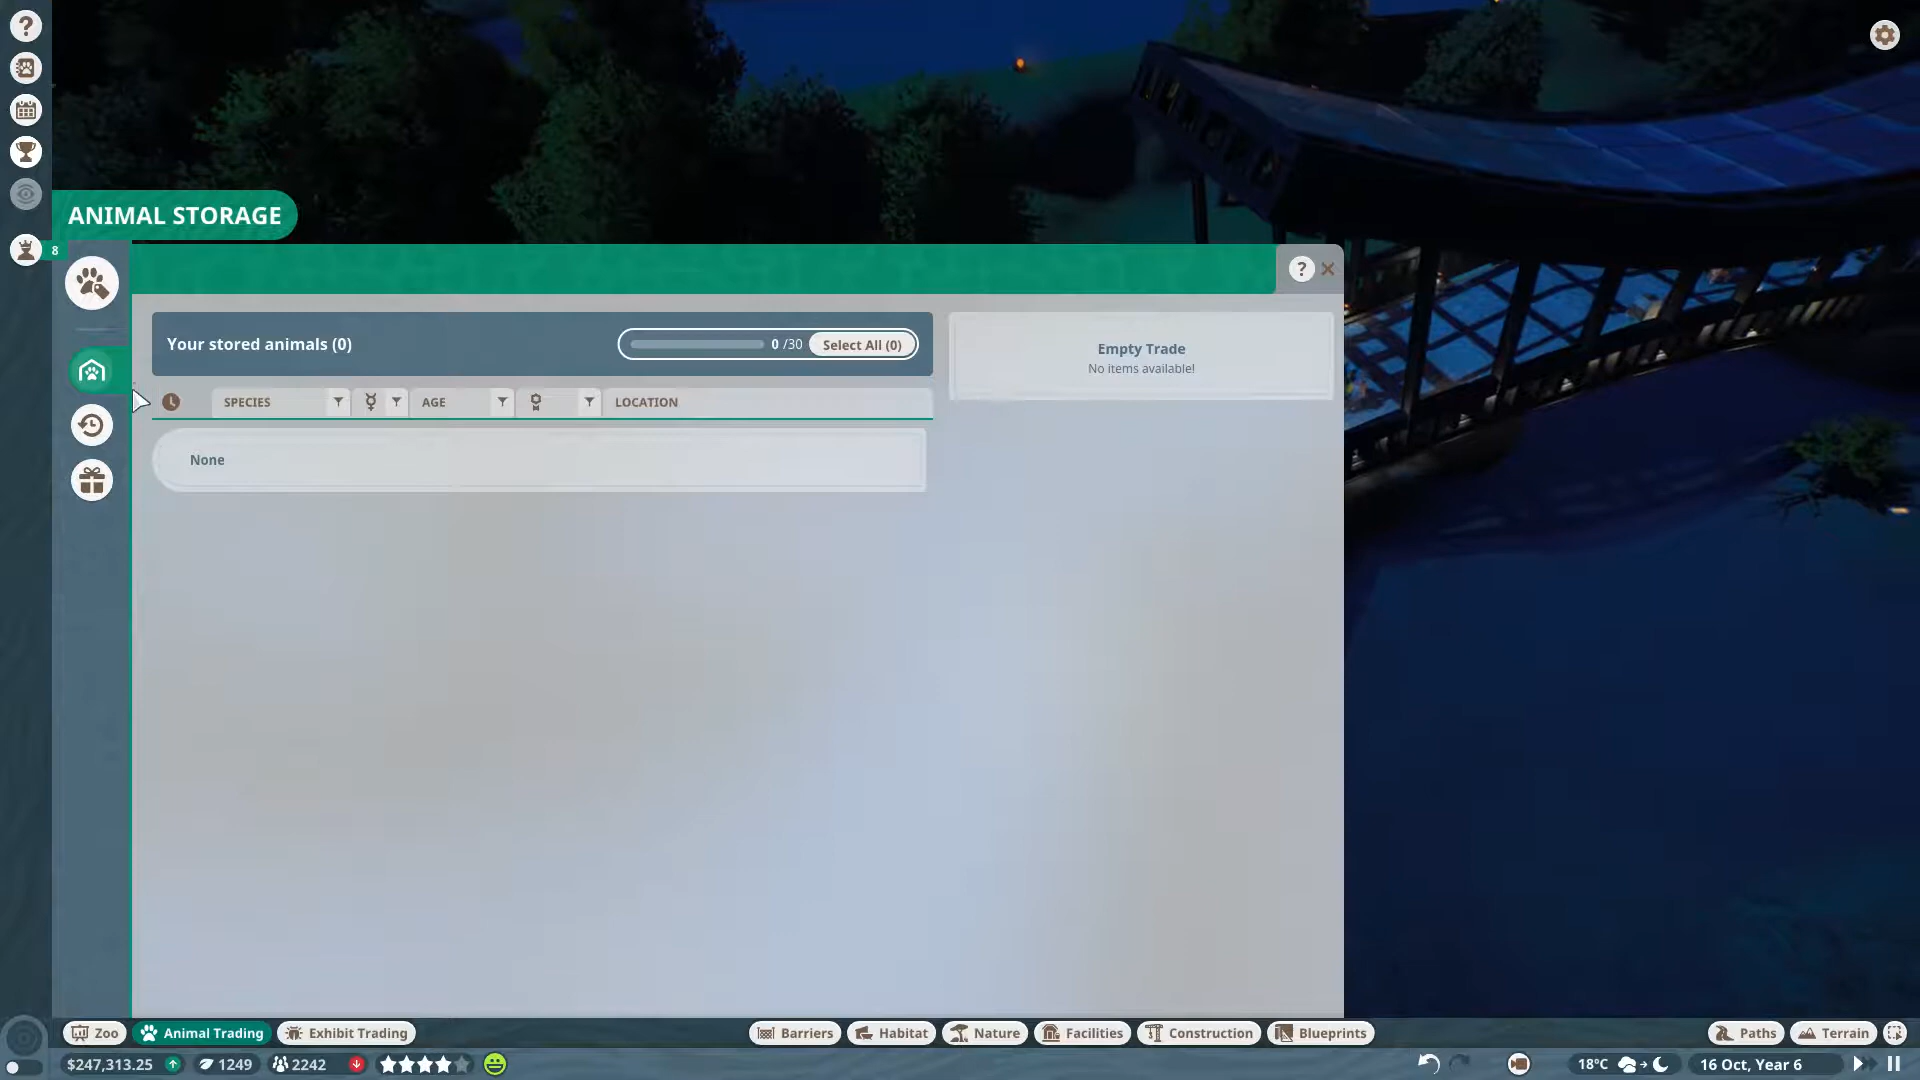 ANIMAL STORAGE
8
Your stored animals (0)
0 /30
Select All (0)
Empty Trade
No items available!
SPECIES
AGE
LOCATION
None
Zoo
Animal Trading
Exhibit Trading
Barriers
Habitat
Nature
Facilities
Construction
Blueprints
Paths
Terrain
$247,313.25
1249
2242
18°C
16 Oct, Year 6